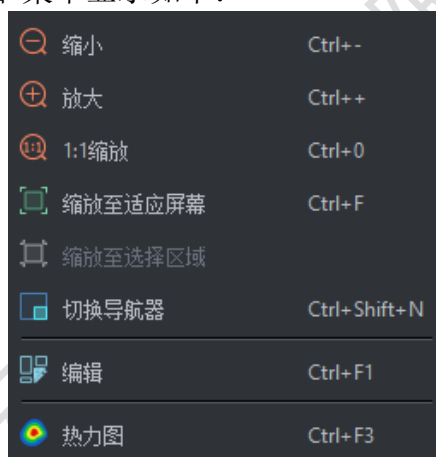 缩小 Ctrl+-
放大 Ctrl++
1:1 1:1缩放 Ctrl+0
缩放至适应屏幕 Ctrl+F
缩放至选择区域
切换导航器 Ctrl+Shift+N
编辑 Ctrl+F1
热力图 Ctrl+F3